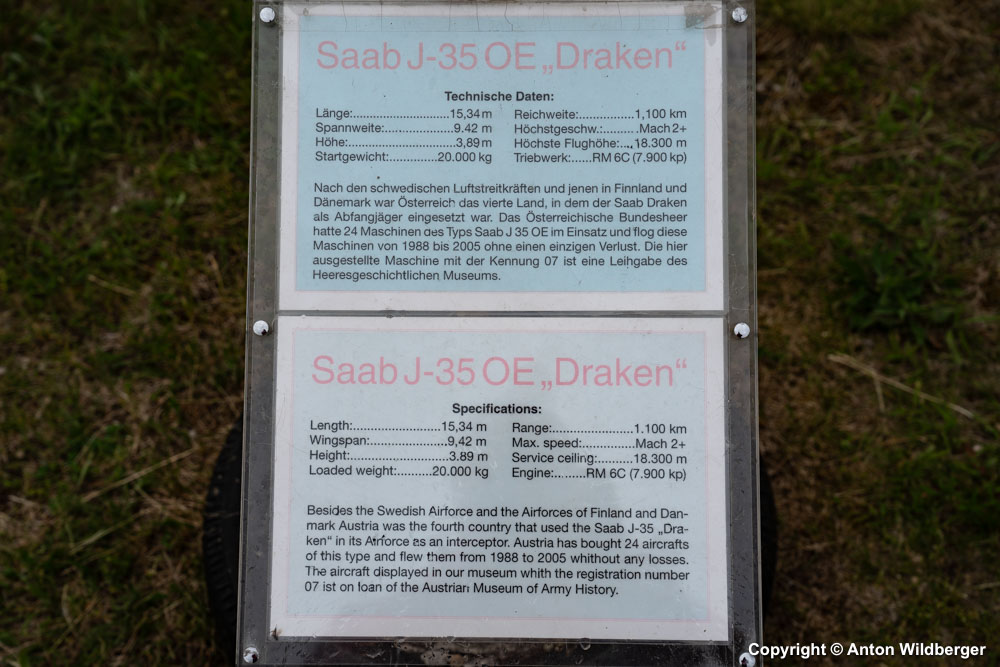 Saab J-35 OE „Draken“
Technische Daten:
Länge:............................15,34 m
Spannweite:....................9,42 m
Höhe:...............................3,89 m
Startgewicht:..............20.000 kg
Reichweite:................1,100 km
Höchstgeschw.:..........Mach 2+
Höchste Flughöhe:....18.300 m
Triebwerk:......RM 6C (7.900 kp)
Nach den schwedischen Luftstreitkräften und jenen in Finnland und
Dänemark war Österreich das vierte Land, in dem der Saab Draken
als Abfangjäger eingesetzt war. Das Österreichische Bundesheer
hatte 24 Maschinen des Typs Saab J 35 OE im Einsatz und flog diese
Maschinen von 1988 bis 2005 ohne einen einzigen Verlust. Die hier
ausgestellte Maschine mit der Kennung 07 ist eine Leihgabe des
Heeresgeschichtlichen Museums.
Saab J-35 OE „Draken“
Specifications:
Length:.........................15,34 m
Wingspan:......................9,42 m
Height:............................3.89 m
Loaded weight:..........20.000 kg
Range:.......................1.100 km
Max. speed:...............Mach 2+
Service ceiling:..........18.300 m
Engine:.........RM 6C (7.900 kp)
Besides the Swedish Airforce and the Airforces of Finland and Dan-
mark Austria was the fourth country that used the Saab J-35 „Dra-
ken“ in its Airforce as an interceptor. Austria has bought 24 aircrafts
of this type and flew them from 1988 to 2005 whithout any losses.
The aircraft displayed in our museum whith the registration number
07 ist on loan of the Austrian Museum of Army History.
Copyright © Anton Wildberger